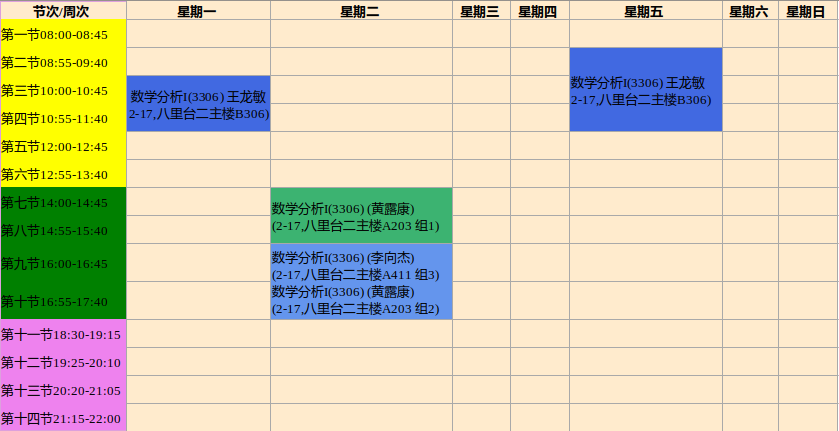 节次/周次 星期一 星期二 星期三 星期四 星期五 星期六 星期日
第一节08:00-08:45
第二节08:55-09:40
第三节10:00-10:45
第四节10:55-11:40
第五节12:00-12:45
第六节12:55-13:40
第七节14:00-14:45
第八节14:55-15:40
第九节16:00-16:45
第十节16:55-17:40
第十一节18:30-19:15
第十二节19:25-20:10
第十三节20:20-21:05
第十四节21:15-22:00
数学分析I(3306) 王龙敏
2-17,八里台二主楼B306)
数学分析I(3306) (黄露康)
(2-17,八里台二主楼A203 组1)
数学分析I(3306) (李向杰)
(2-17,八里台二主楼A411 组3)
数学分析I(3306) (黄露康)
(2-17,八里台二主楼A203 组2)
数学分析I(3306) 王龙敏
2-17,八里台二主楼B306)